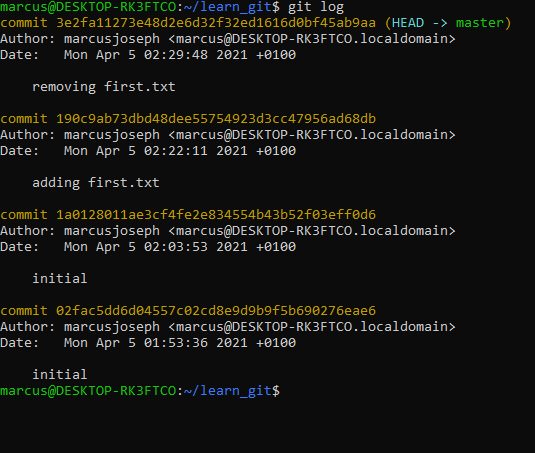 marcus@DESKTOP-RK3FTCO:~/learn_git$ git log
commit 3e2fa11273e48d2e6d32f32ed1616d0bf45ab9aa (HEAD -> master)
Author: marcusjoseph <marcus@DESKTOP-RK3FTCO.localdomain>
Date:   Mon Apr 5 02:29:48 2021 +0100
removing first.txt
commit 190c9ab73dbd48dee55754923d3cc47956ad68db
Author: marcusjoseph <marcus@DESKTOP-RK3FTCO.localdomain>
Date:   Mon Apr 5 02:22:11 2021 +0100
adding first.txt
commit 1a0128011ae3cf4fe2e834554b43b52f03eff0d6
Author: marcusjoseph <marcus@DESKTOP-RK3FTCO.localdomain>
Date:   Mon Apr 5 02:03:53 2021 +0100
initial
commit 02fac5dd6d04557c02cd8e9d9b9f5b690276eae6
Author: marcusjoseph <marcus@DESKTOP-RK3FTCO.localdomain>
Date:   Mon Apr 5 01:53:36 2021 +0100
initial
marcus@DESKTOP-RK3FTCO:~/learn_git$